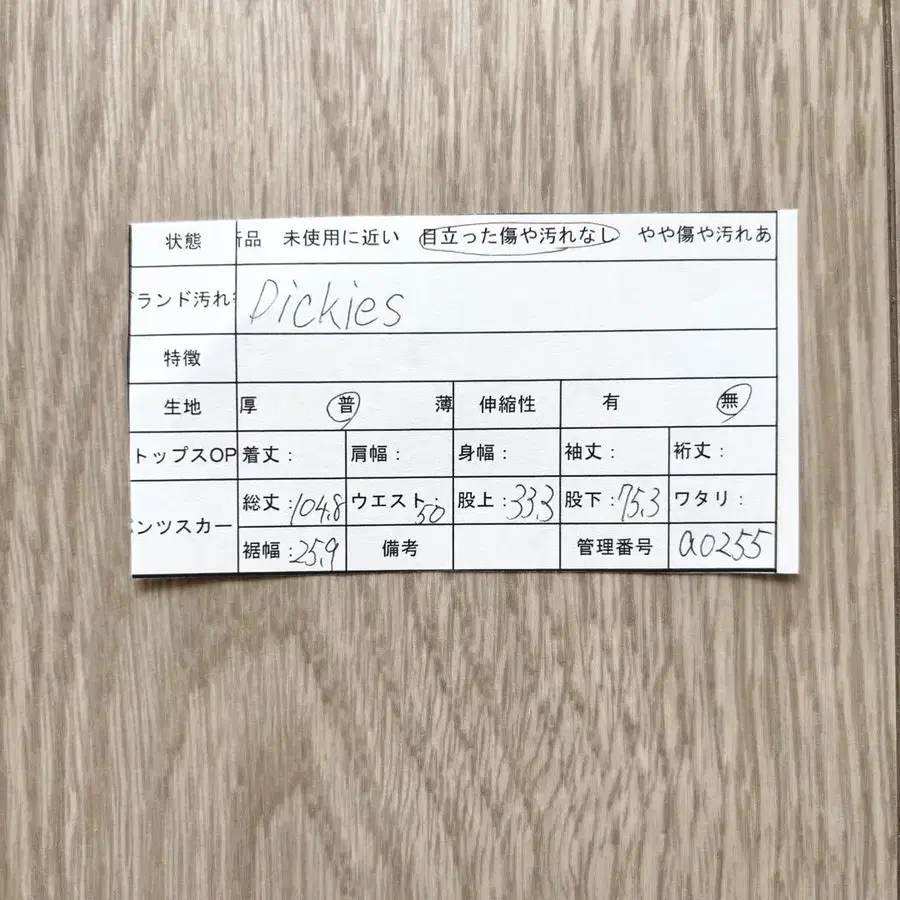 状態 新品 未使用に近い 目立った傷や汚れなし やや傷や汚れあ
ブランド汚れ Dickies
特徴
生地 厚 普 薄 伸縮性 有 無
トップスOP 着丈: 肩幅: 身幅: 袖丈: 裄丈:
ンツスカー 総丈:104.8 ウエスト:50 股上:33.3 股下:75.3 ワタリ:
裾幅:25.9 備考 管理番号 a0255